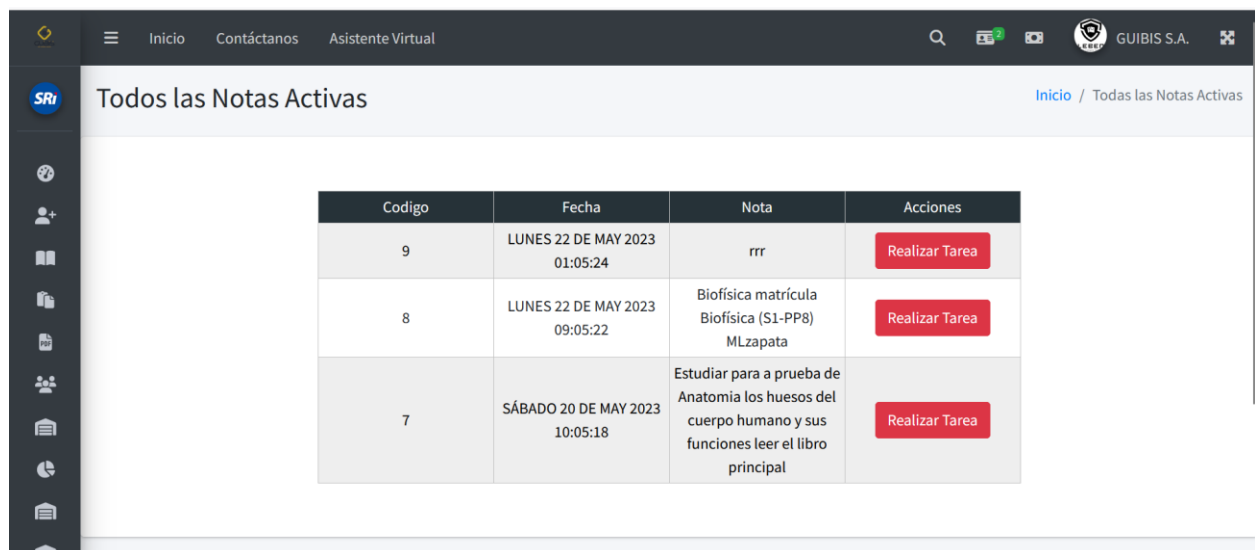 Inicio Contáctanos Asistente Virtual 2 GUIBIS S.A.
SRi
Todos las Notas Activas
Inicio / Todas las Notas Activas
Codigo Fecha Nota Acciones
9 LUNES 22 DE MAY 2023 01:05:24 rrr Realizar Tarea
8 LUNES 22 DE MAY 2023 09:05:22 Biofísica matrícula Biofísica (S1-PP8) MLzapata Realizar Tarea
7 SÁBADO 20 DE MAY 2023 10:05:18 Estudiar para a prueba de Anatomia los huesos del cuerpo humano y sus funciones leer el libro principal Realizar Tarea
PDF